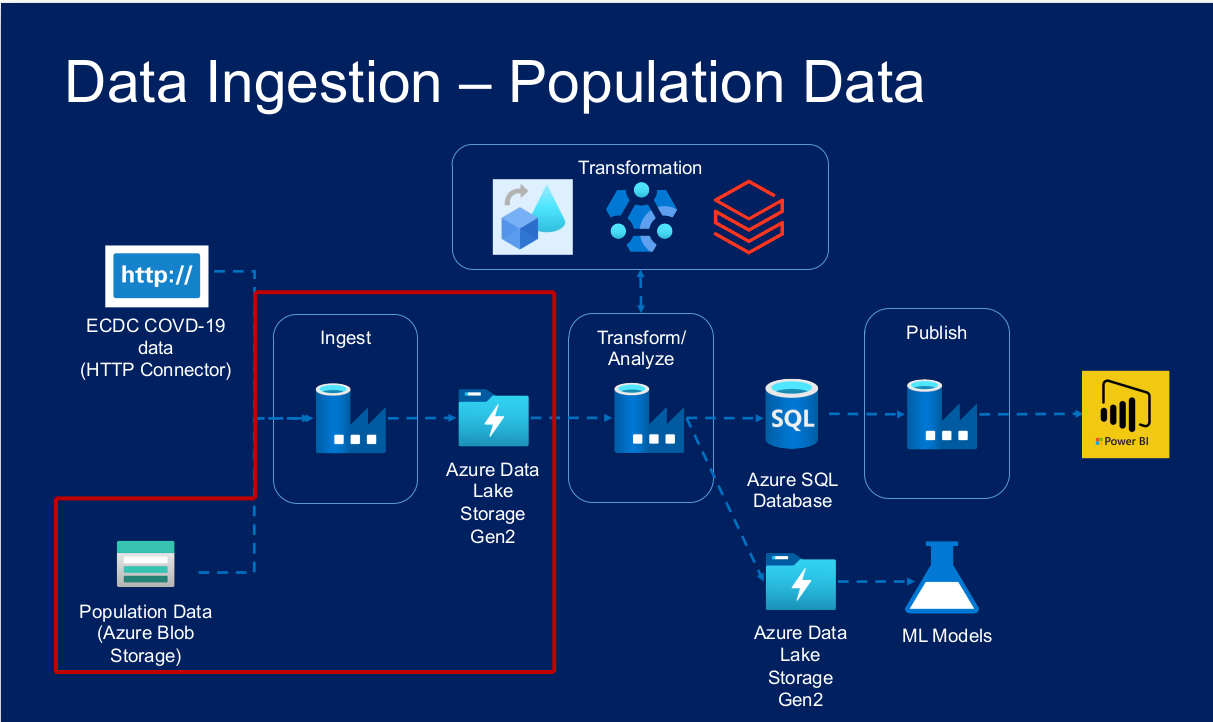 Data Ingestion – Population Data
Transformation
http://
ECDC COVD-19
data
(HTTP Connector)
Ingest
Transform/
Analyze
Publish
SQL
Power BI
Azure Data
Lake
Storage
Gen2
Azure SQL
Database
Population Data
(Azure Blob
Storage)
Azure Data
Lake
Storage
Gen2
ML Models